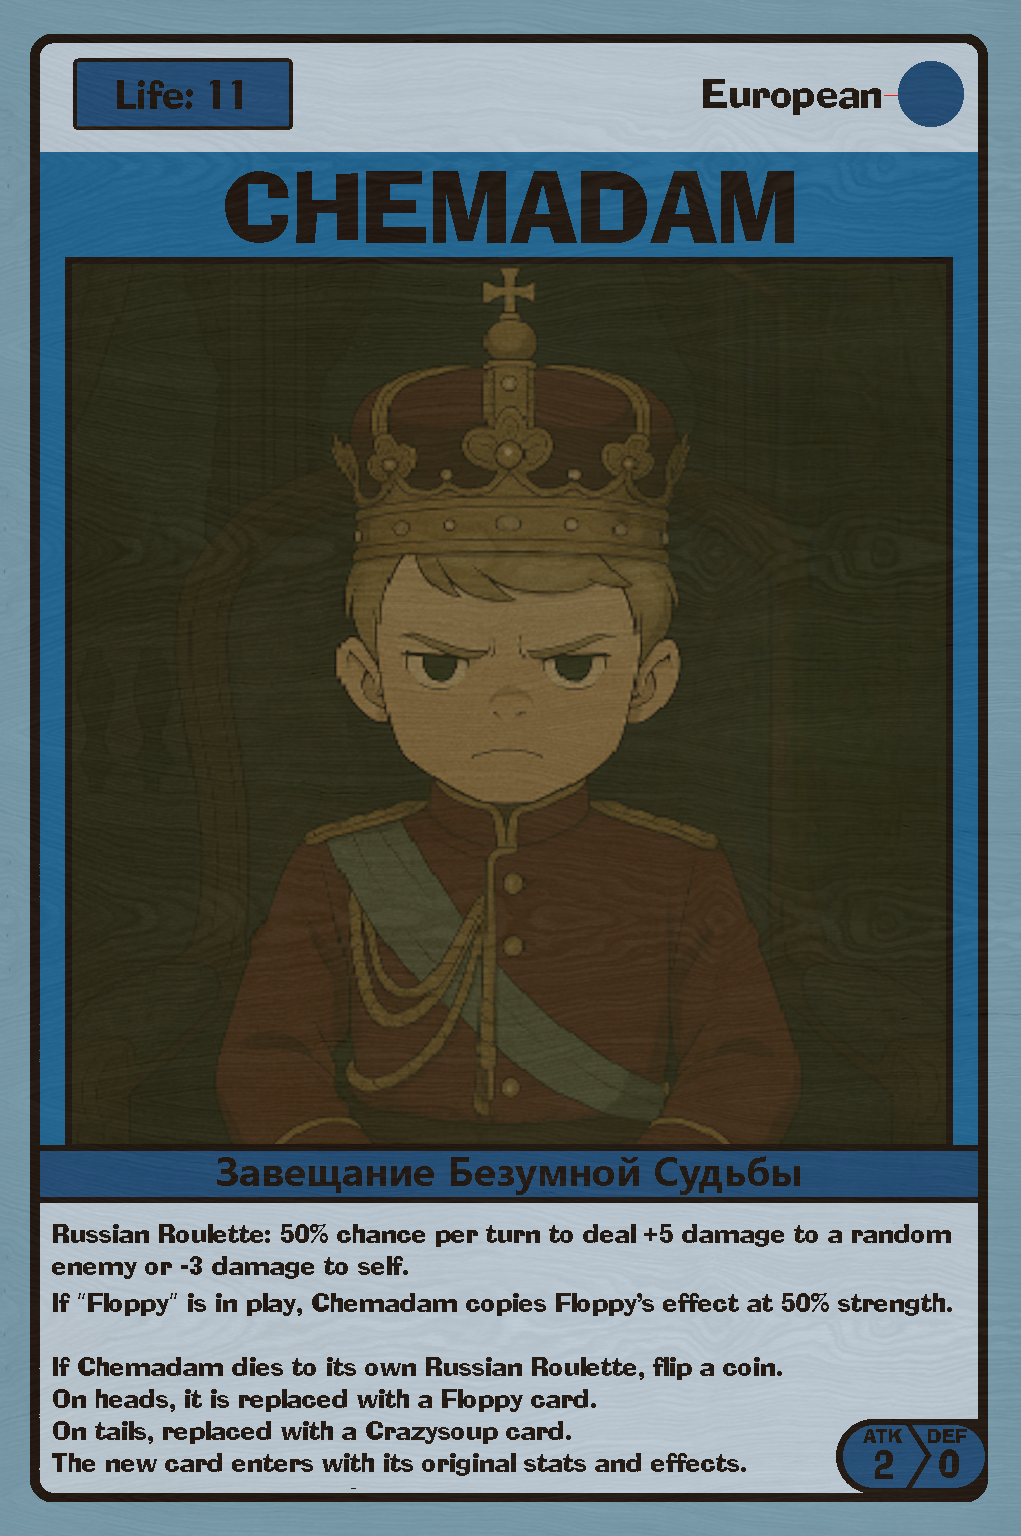 Life: 11
European
CHEMADAM
Завещание Безумной Судьбы
Russian Roulette: 50% chance per turn to deal +5 damage to a random
enemy or -3 damage to self.
If "Floppy" is in play, Chemadam copies Floppy's effect at 50% strength.
If Chemadam dies to its own Russian Roulette, flip a coin.
On heads, it is replaced with a Floppy card.
On tails, replaced with a Crazysoup card.
The new card enters with its original stats and effects.
ATK DEF
2 0